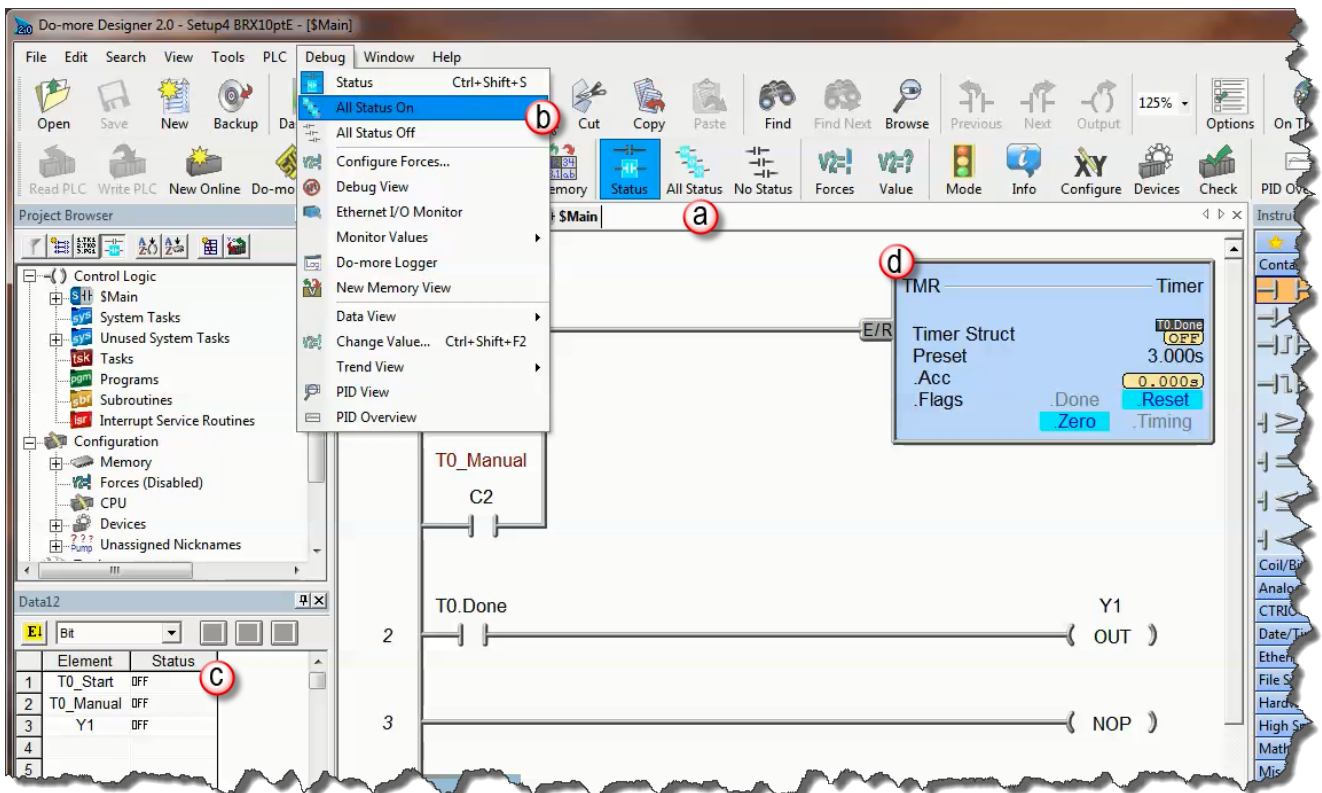 Do-more Designer 2.0 - Setup4 BRX10ptE - [$Main]
File Edit Search View Tools PLC Debug Window Help
Open Save New Backup Cut Copy Paste Find Find Next Browse Previous Next Output 125% Options
Read PLC Write PLC New Online Status All Status No Status Forces Value Mode Info Configure Devices Check
Status Ctrl+Shift+S
All Status On
b
All Status Off
Configure Forces...
Debug View
Ethernet I/O Monitor
Monitor Values
Do-more Logger
New Memory View
Data View
Change Value... Ctrl+Shift+F2
Trend View
PID View
PID Overview
Project Browser
Control Logic
$Main
System Tasks
Unused System Tasks
Tasks
Programs
Subroutines
Interrupt Service Routines
Configuration
Memory
Forces (Disabled)
CPU
Devices
Unassigned Nicknames
Data12
Bit
Element Status
c
1 T0_Start OFF
2 T0_Manual OFF
3 Y1 OFF
4
5
$Main
a
d
TMR Timer
E/R
Timer Struct T0.Done
OFF
Preset 3.000s
.Acc 0.000s
.Flags .Done .Reset
.Zero .Timing
T0_Manual
C2
T0.Done Y1
2 OUT
3 NOP